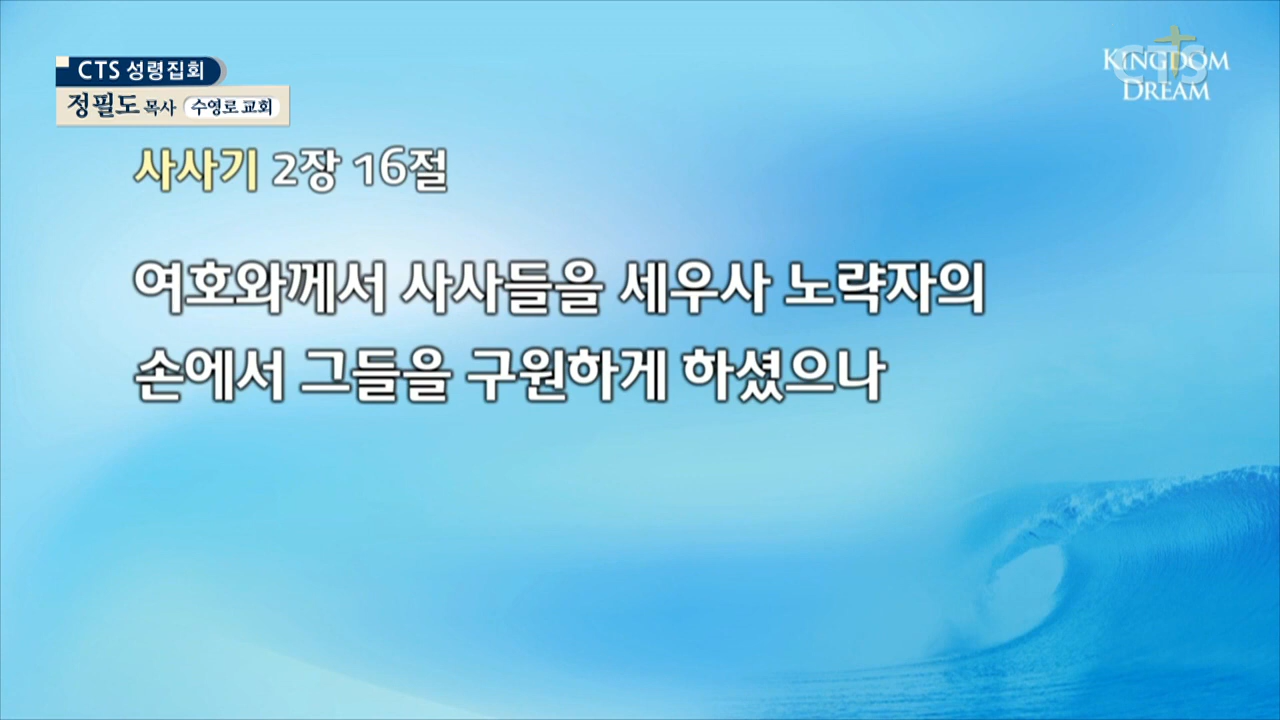 CTS 성령집회
정필도 목사 수영로교회
CTS
KINGDOM
DREAM
사사기 2장 16절
여호와께서 사사들을 세우사 노략자의
손에서 그들을 구원하게 하셨으나